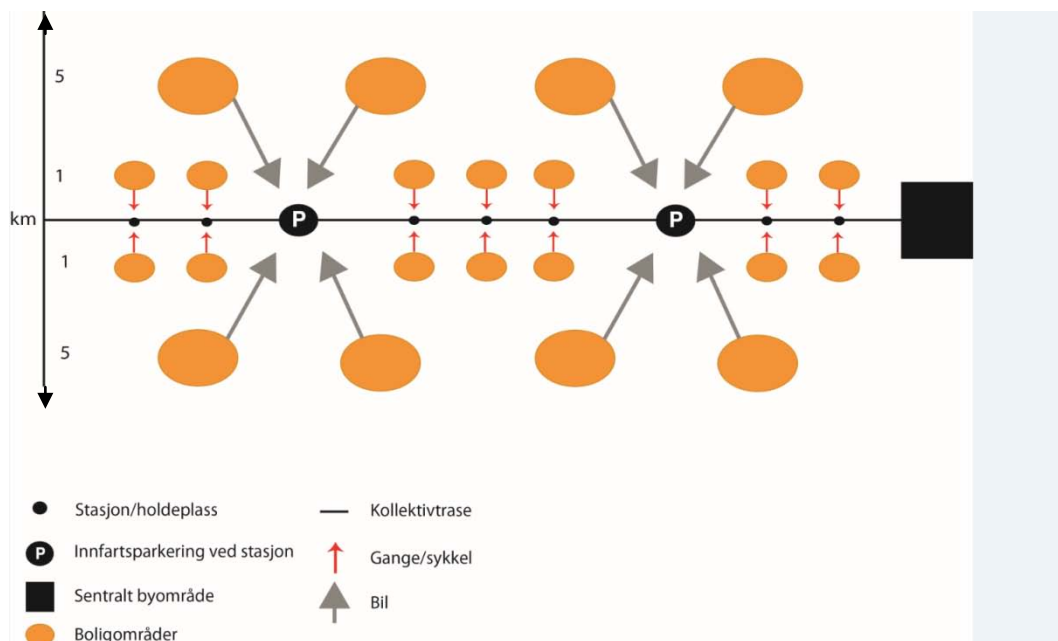 5
1
km
P
P
1
5
Stasjon/holdeplass
Kollektivtrase
P
Innfartsparkering ved stasjon
Gange/sykkel
Sentralt byområde
Bil
Boligområder